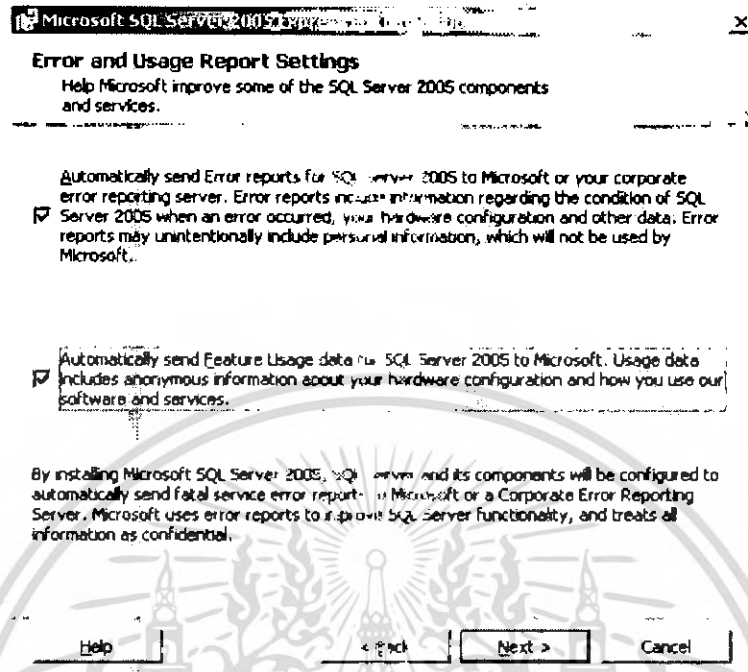 Microsoft SQL Server 2005
Error and Usage Report Settings
Help Microsoft improve some of the SQL Server 2005 components
and services.
Automatically send Error reports for SQL Server 2005 to Microsoft or your corporate
error reporting server. Error reports include information regarding the condition of SQL
Server 2005 when an error occurred, your hardware configuration and other data. Error
reports may unintentionally include personal information, which will not be used by
Microsoft.
Automatically send Feature Usage data for SQL Server 2005 to Microsoft. Usage data
includes anonymous information about your hardware configuration and how you use our
software and services.
By installing Microsoft SQL Server 2005, SQL Server and its components will be configured to
automatically send fatal service error reports to Microsoft or a Corporate Error Reporting
Server. Microsoft uses error reports to improve SQL Server functionality, and treats all
information as confidential.
Help
< Back
Next >
Cancel